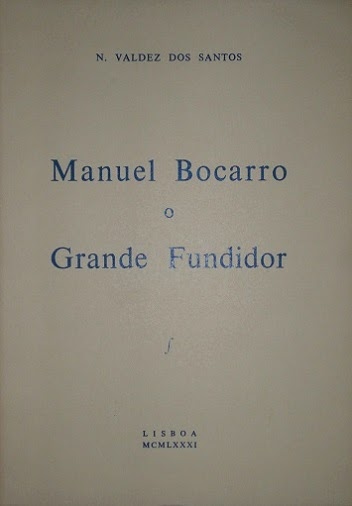 N. VALDEZ DOS SANTOS
Manuel Bocarro
o
Grande Fundidor
ʃ
LISBOA
MCMLXXXI